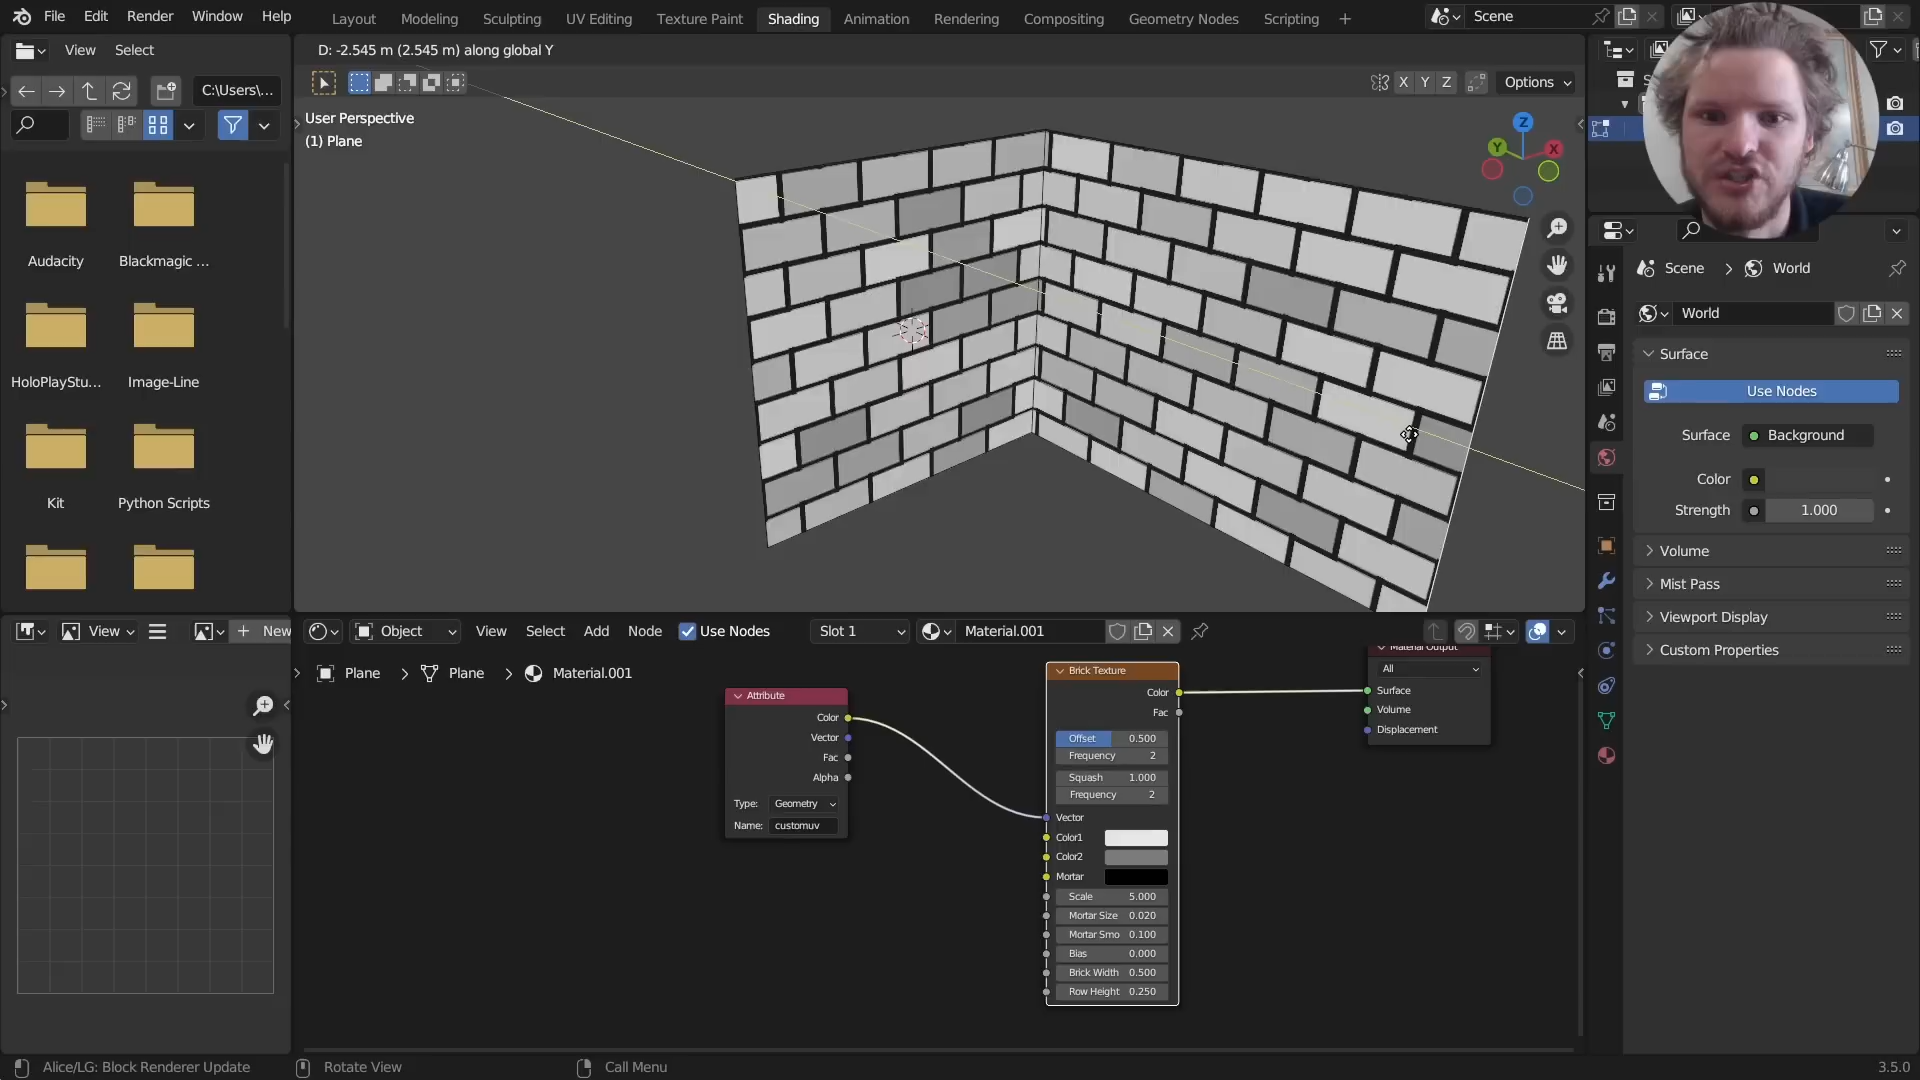 File Edit Render Window Help Layout Modeling Sculpting UV Editing Texture Paint Shading Animation Rendering Compositing Geometry Nodes Scripting + Scene
View Select
D: -2.545 m (2.545 m) along global Y
C:\Users\...
X Y Z Options
User Perspective
(1) Plane
Z
Y X
Audacity Blackmagic ...
HoloPlayStu... Image-Line
Kit Python Scripts
Scene > World
World
Surface
Use Nodes
Surface Background
Color
Strength 1.000
Volume
Mist Pass
Viewport Display
Custom Properties
View + New
Object View Select Add Node Use Nodes Slot 1 Material.001
Plane > Plane > Material.001
Attribute
Color
Vector
Fac
Alpha
Type: Geometry
Name: customuv
Brick Texture
Color
Fac
Offset 0.500
Frequency 2
Squash 1.000
Frequency 2
Vector
Color1
Color2
Mortar
Scale 5.000
Mortar Size 0.020
Mortar Smo 0.100
Bias 0.000
Brick Width 0.500
Row Height 0.250
Material Output
All
Surface
Volume
Displacement
Alice/LG: Block Renderer Update Rotate View Call Menu 3.5.0